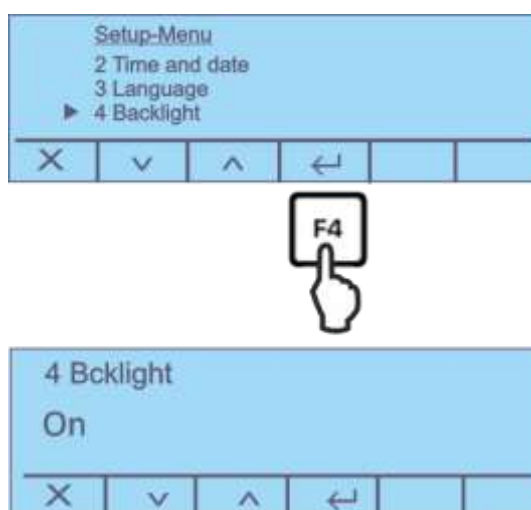 Setup-Menu
2 Time and date
3 Language
4 Backlight
F4
4 Bcklight
On